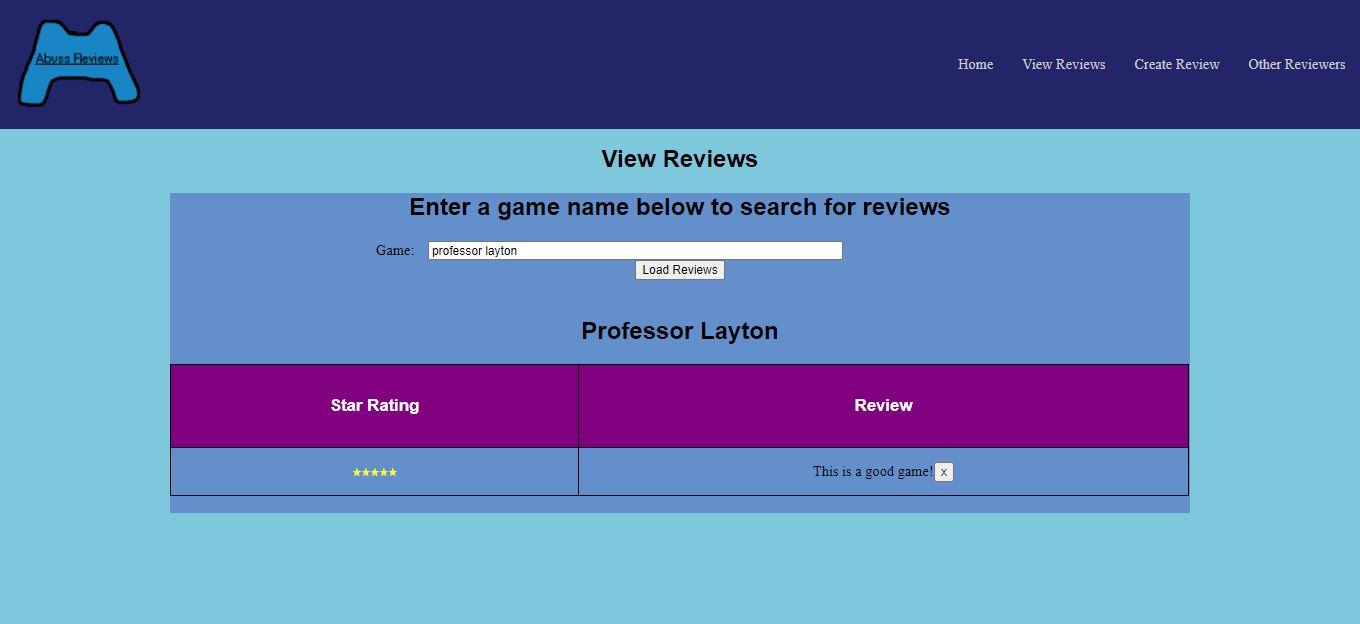 Abyss Reviews
Home View Reviews Create Review Other Reviewers
View Reviews
Enter a game name below to search for reviews
Game: professor layton
Load Reviews
Professor Layton
Star Rating Review
★★★★★ This is a good game! x